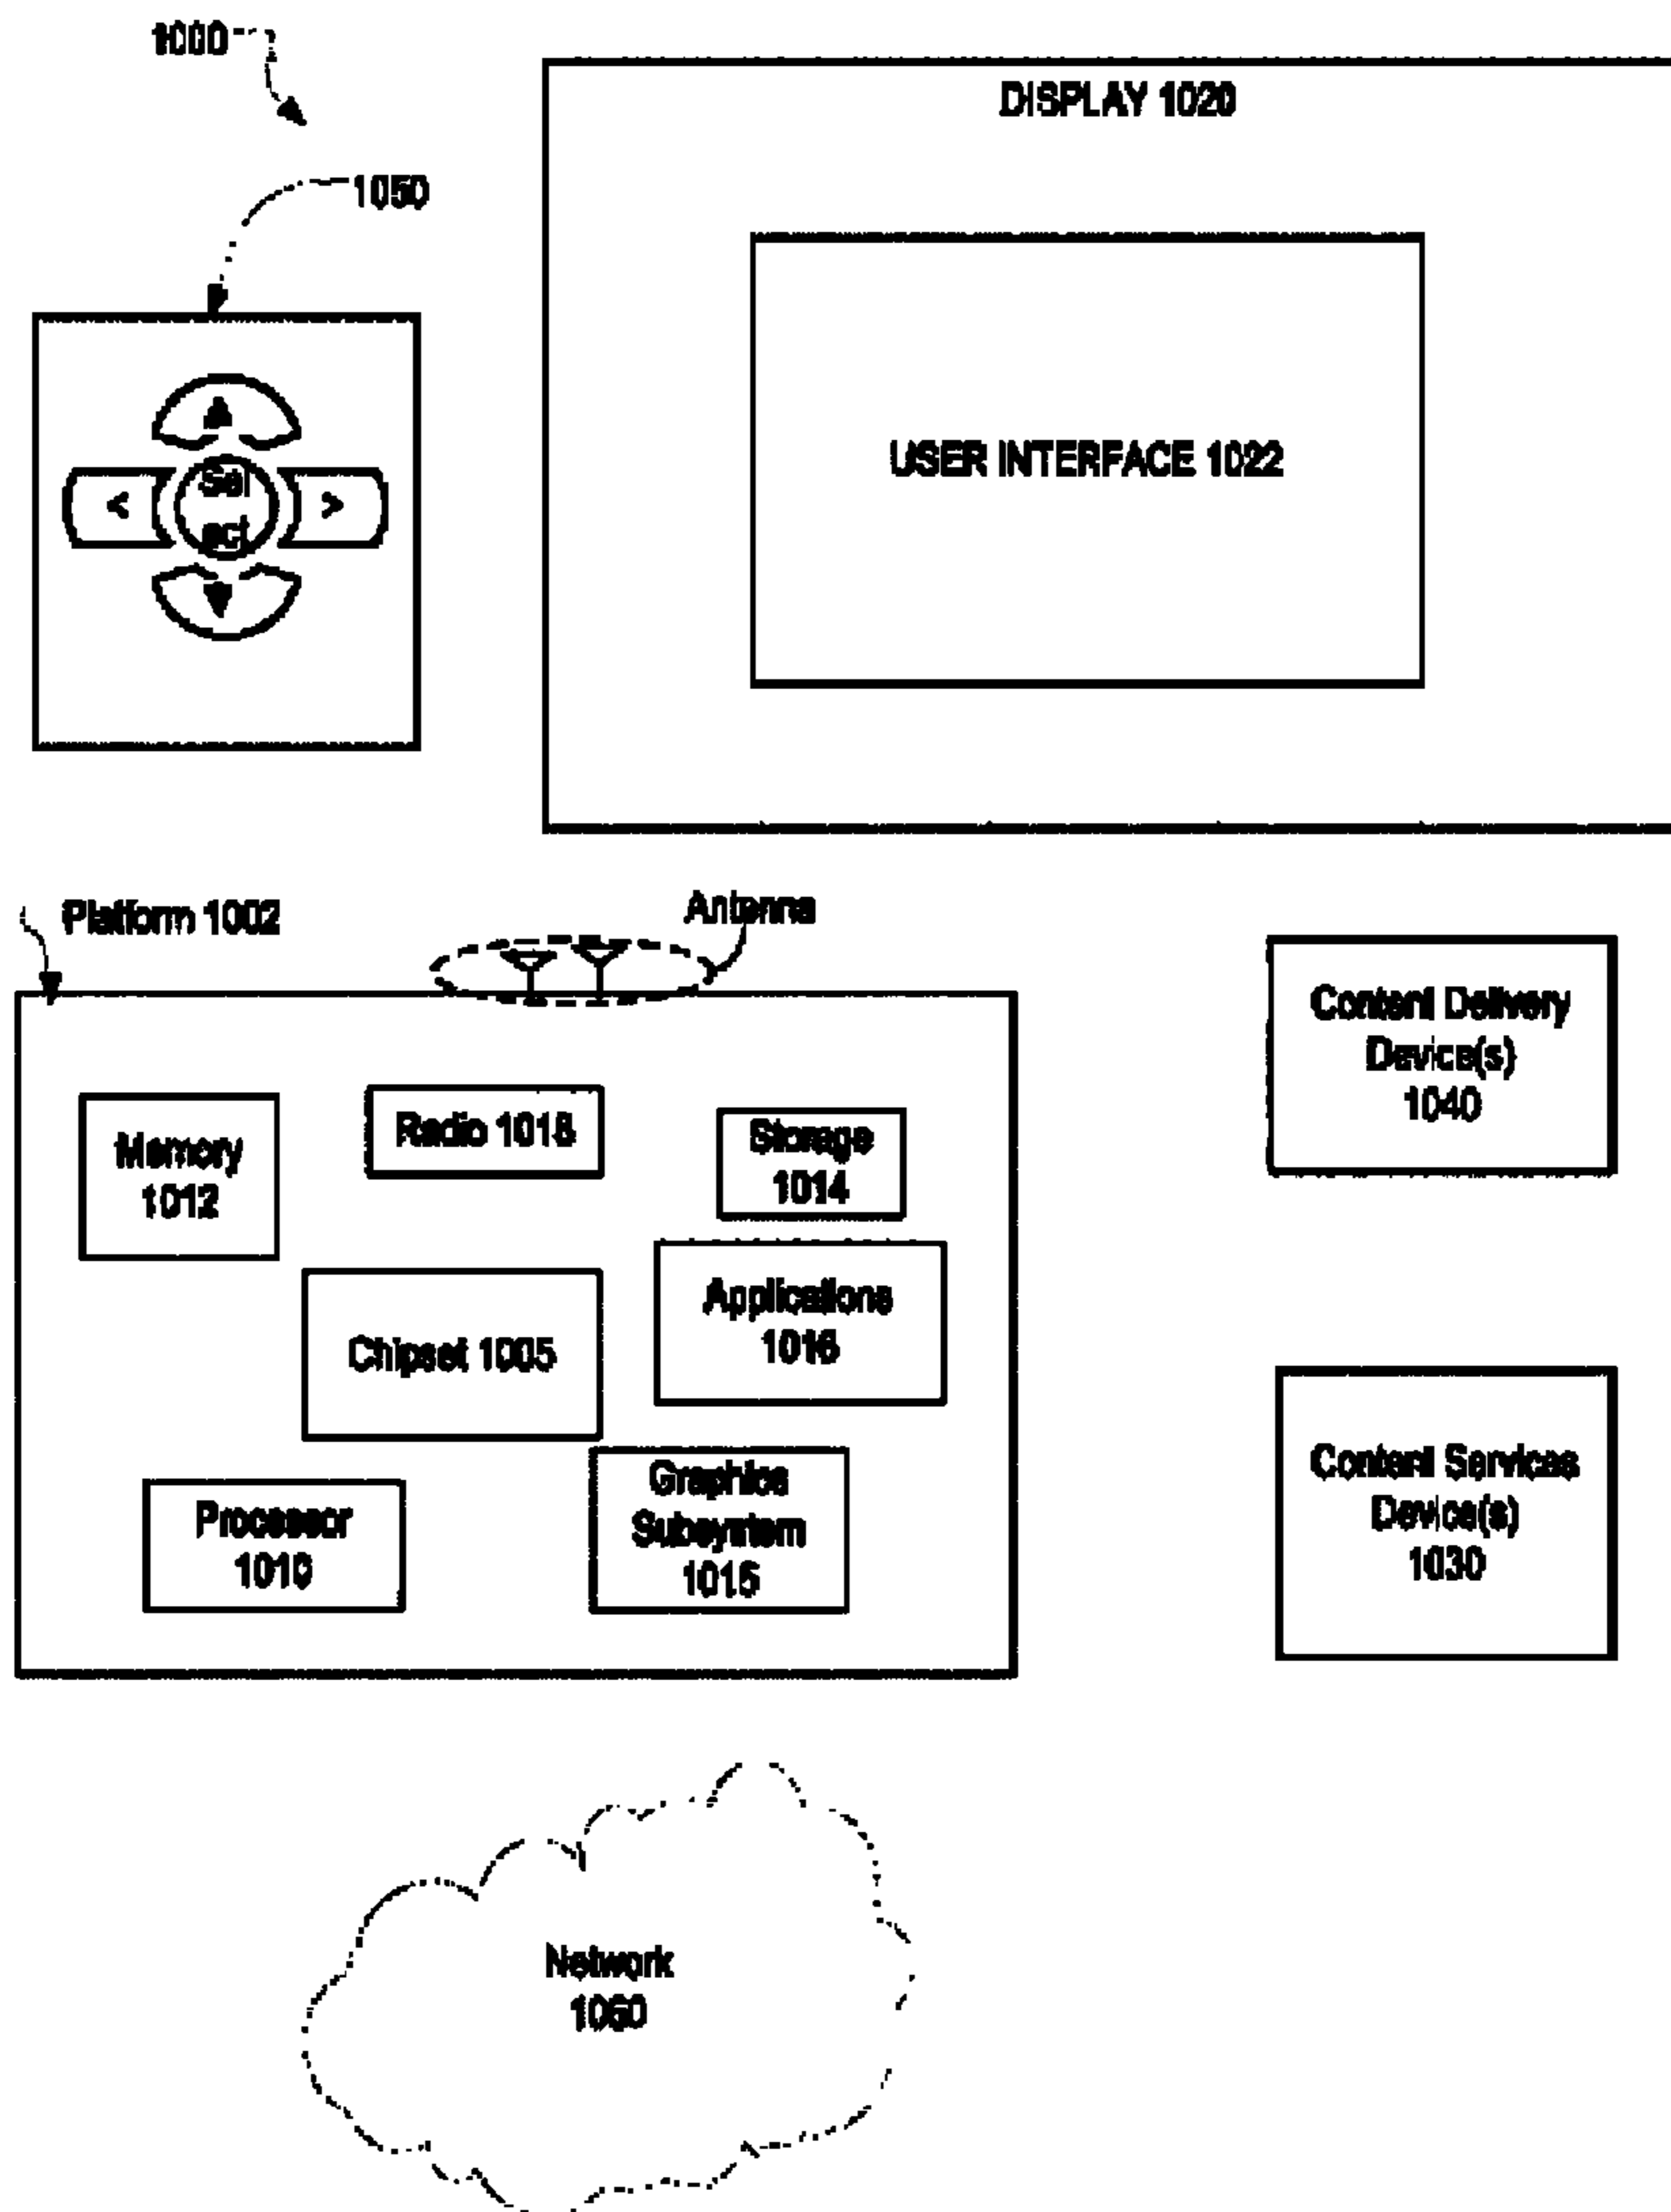 1000
1050
DISPLAY 1020
USER INTERFACE 1022
<
Sel
ect
>
Platform 1002
Antenna
Memory
1012
Radio 1018
Storage
1014
Chipset 1005
Applications
1016
Processor
1010
Graphics
Subsystem
1015
Content Delivery
Device(s)
1040
Content Services
Device(s)
1030
Network
1060